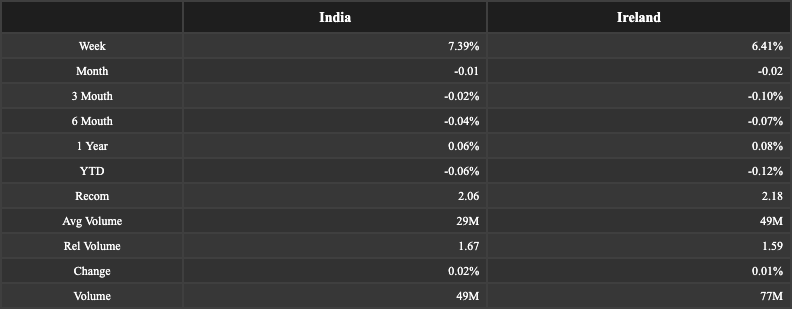 India Ireland
Week 7.39% 6.41%
Month -0.01 -0.02
3 Mouth -0.02% -0.10%
6 Mouth -0.04% -0.07%
1 Year 0.06% 0.08%
YTD -0.06% -0.12%
Recom 2.06 2.18
Avg Volume 29M 49M
Rel Volume 1.67 1.59
Change 0.02% 0.01%
Volume 49M 77M